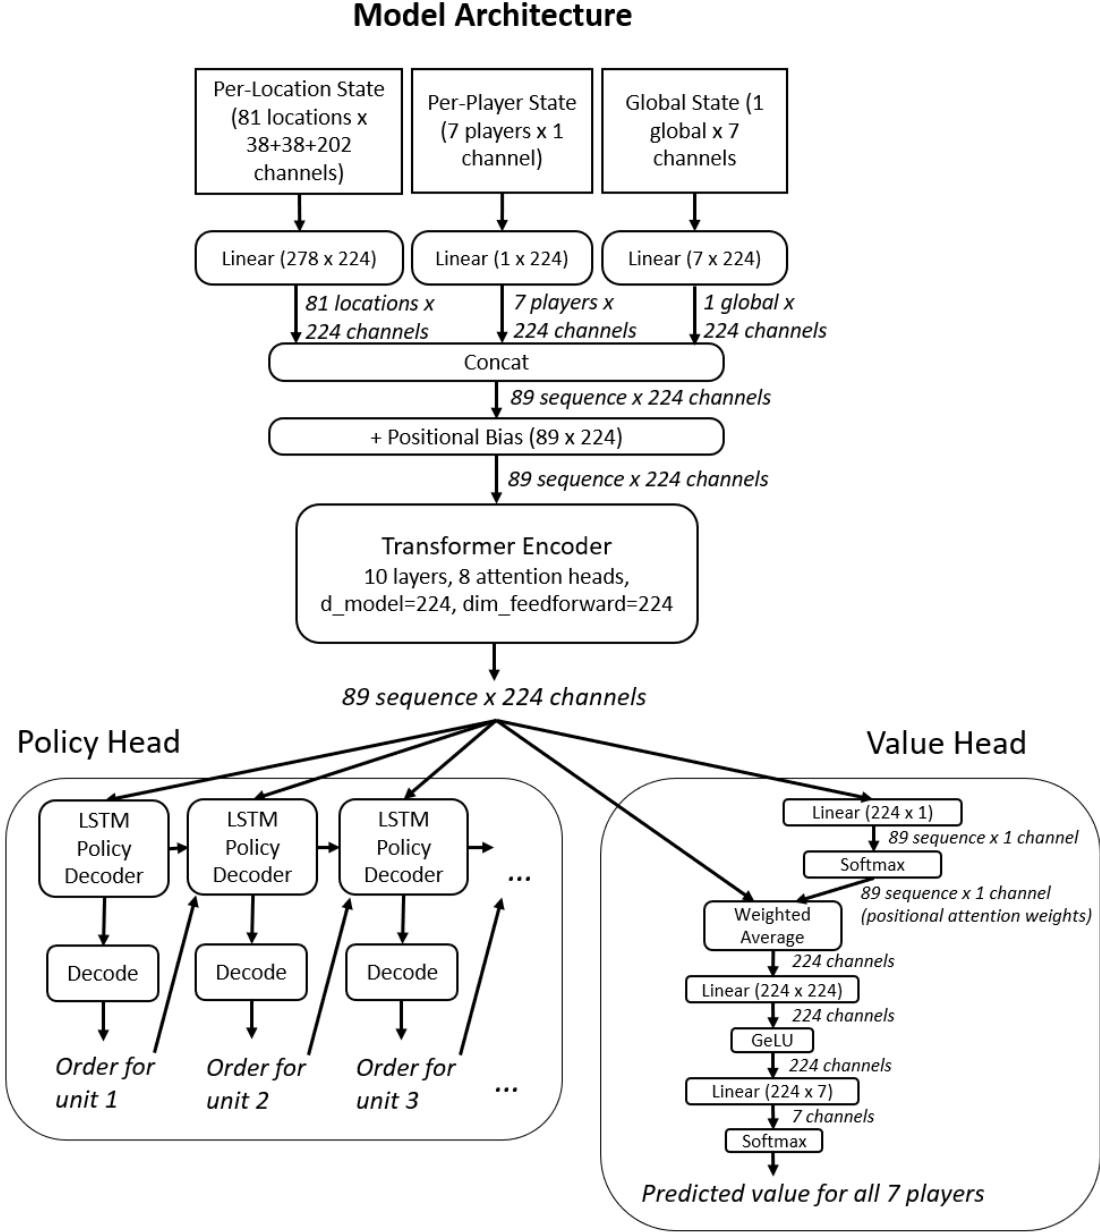 Model Architecture
Per-Location State
(81 locations x
38+38+202
channels)
Per-Player State
(7 players x 1
channel)
Global State (1
global x 7
channels
Linear (278 x 224)
Linear (1 x 224)
Linear (7 x 224)
81 locations x
224 channels
7 players x
224 channels
1 global x
224 channels
Concat
89 sequence x 224 channels
+ Positional Bias (89 x 224)
89 sequence x 224 channels
Transformer Encoder
10 layers, 8 attention heads,
d_model=224, dim_feedforward=224
89 sequence x 224 channels
Policy Head
LSTM
Policy
Decoder
LSTM
Policy
Decoder
LSTM
Policy
Decoder
...
Decode
Decode
Decode
Order for
unit 1
Order for
unit 2
Order for
unit 3
...
Value Head
Linear (224 x 1)
89 sequence x 1 channel
Softmax
89 sequence x 1 channel
(positional attention weights)
Weighted
Average
224 channels
Linear (224 x 224)
224 channels
GeLU
224 channels
Linear (224 x 7)
7 channels
Softmax
Predicted value for all 7 players